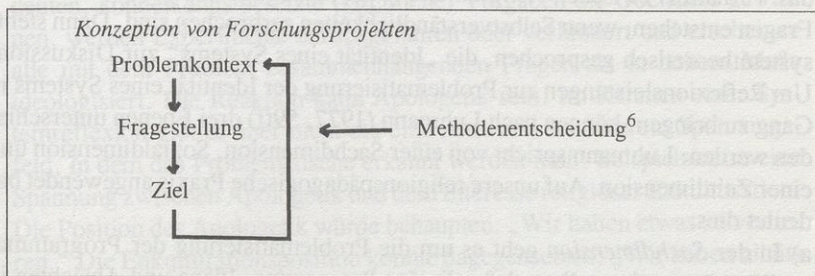 Konzeption von Forschungsprojekten
Problemkontext
Fragestellung Methodenentscheidung⁶
Ziel